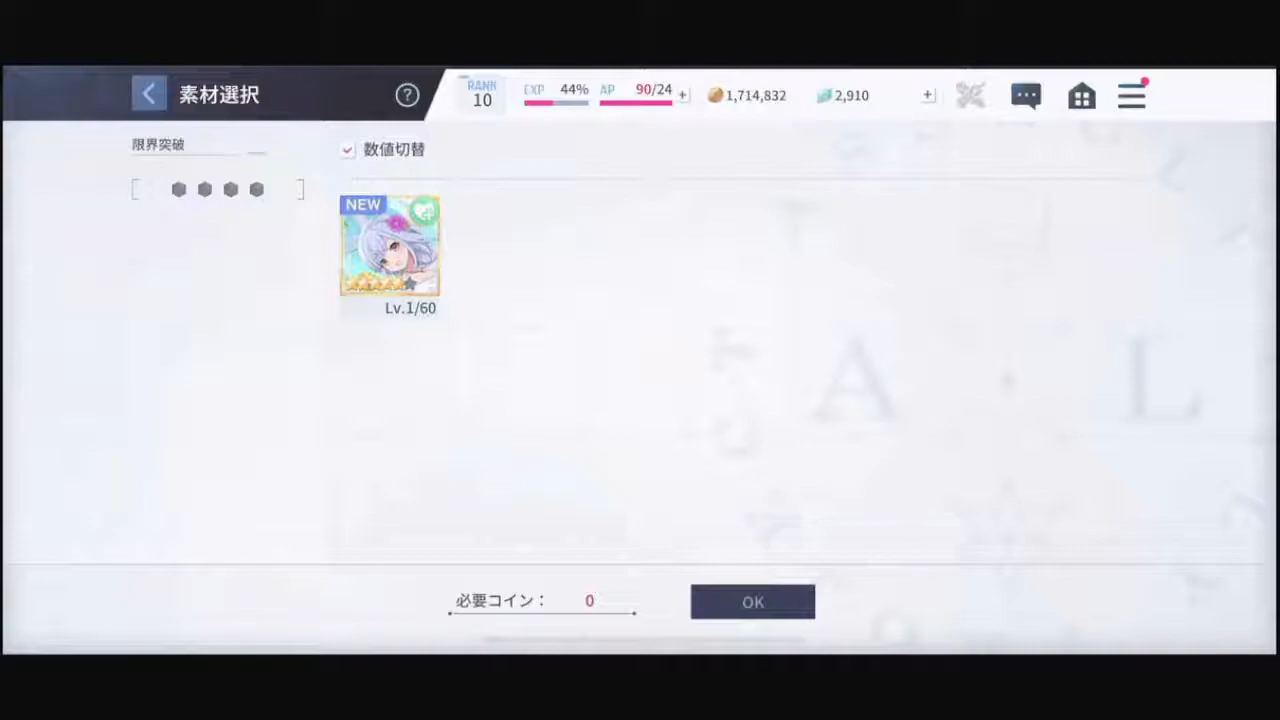 素材選択
?
RANK
10
EXP 44%
AP 90/24
+
1,714,832
2,910
+
限界突破
数値切替
NEW
Lv.1/60
A
L
必要コイン： 0
OK